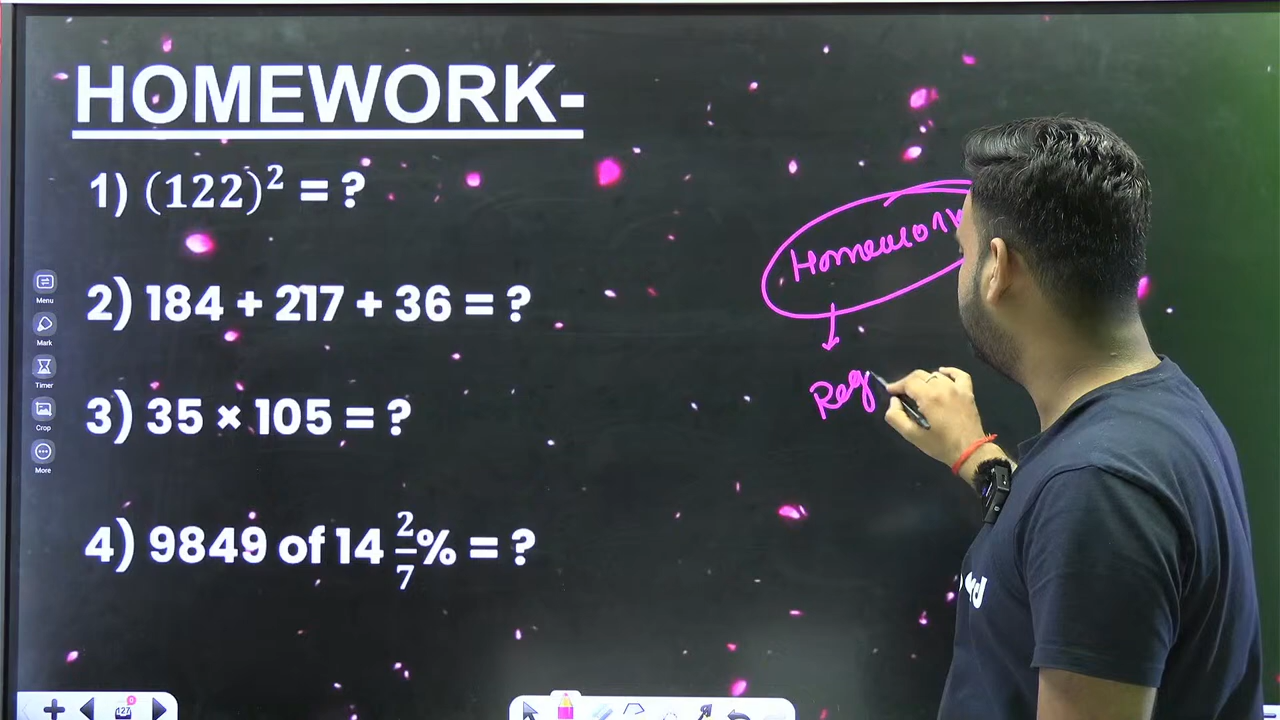 HOMEWORK-
1) (122)² = ?
2) 184 + 217 + 36 = ?
3) 35 × 105 = ?
4) 9849 of 14 2/7% = ?
Homework
Reg
Menu
Mark
Timer
Crop
More
127